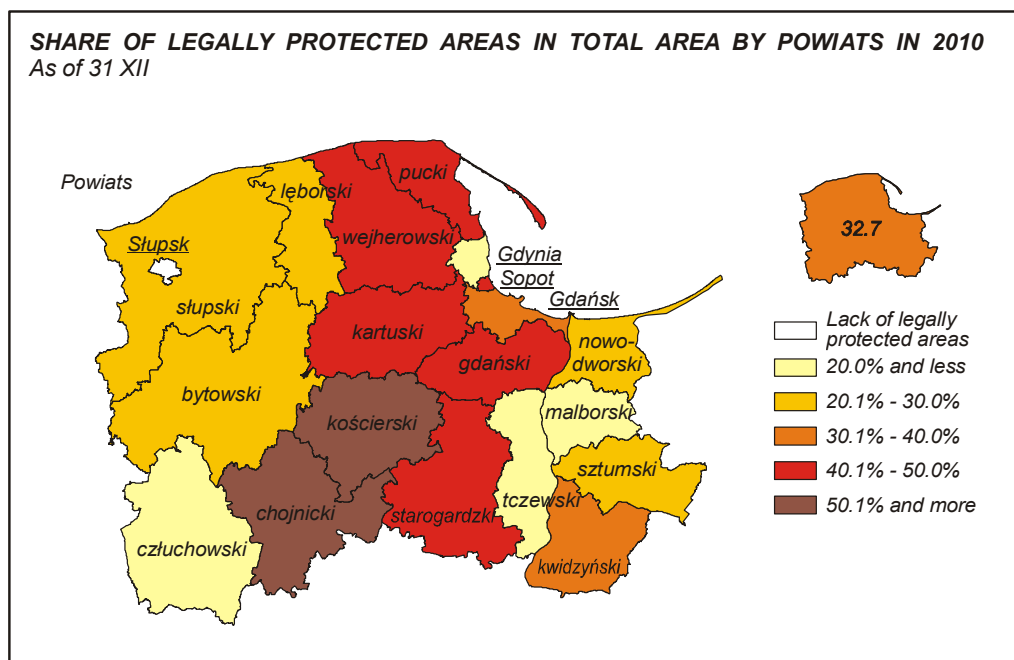 SHARE OF LEGALLY PROTECTED AREAS IN TOTAL AREA BY POWIATS IN 2010
As of 31 XII
Powiats
pucki
lęborski
wejherowski
Słupsk
Gdynia
Sopot
Gdańsk
słupski
kartuski
gdański
nowo-
dworski
bytowski
malborski
kościerski
sztumski
tczewski
chojnicki
starogardzki
człuchowski
kwidzyński
32.7
Lack of legally
protected areas
20.0% and less
20.1% - 30.0%
30.1% - 40.0%
40.1% - 50.0%
50.1% and more